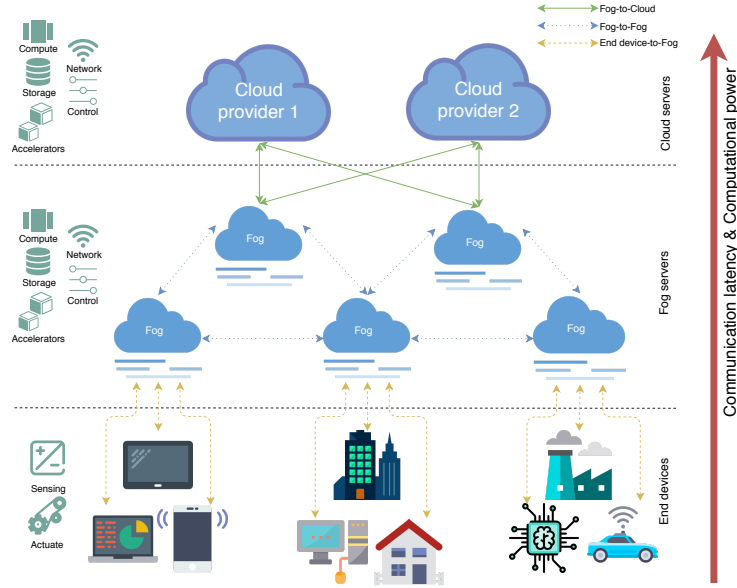 Fog-to-Cloud
Fog-to-Fog
End device-to-Fog
Compute
Network
Storage
Control
Accelerators
Cloud
provider 1
Cloud
provider 2
Cloud servers
Compute
Network
Storage
Control
Accelerators
Fog
Fog
Fog
Fog
Fog
Fog servers
Sensing
Actuate
End devices
Communication latency & Computational power